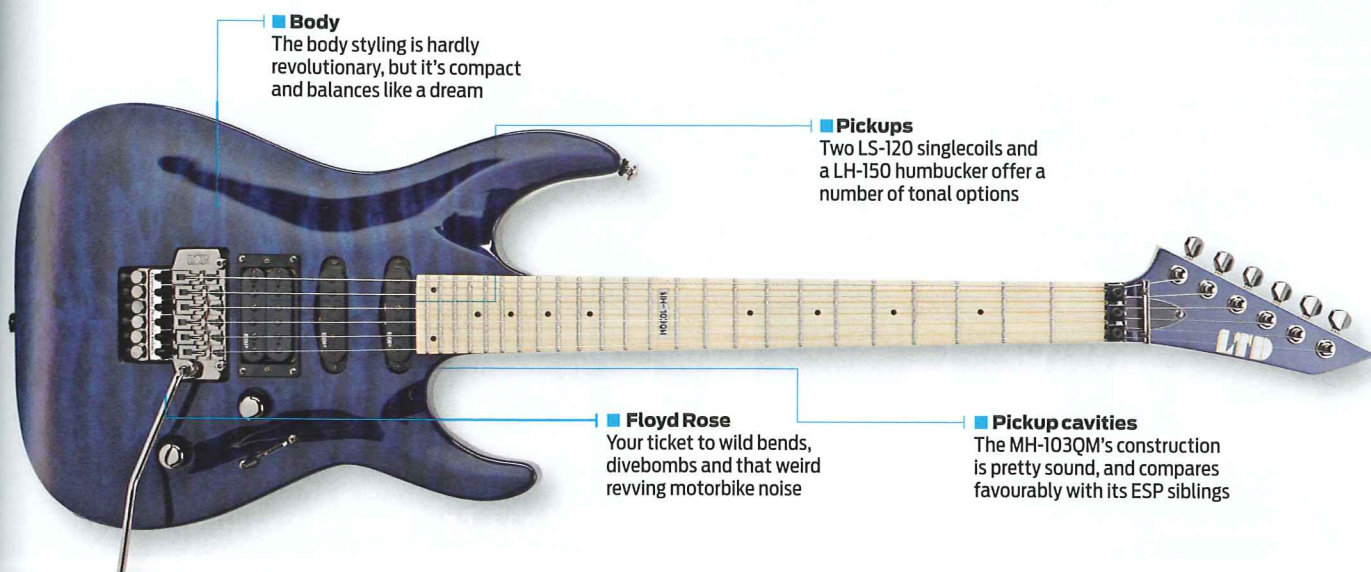 Body
The body styling is hardly
revolutionary, but it's compact
and balances like a dream
Pickups
Two LS-120 singlecoils and
a LH-150 humbucker offer a
number of tonal options
MH-103QM
LTD
Floyd Rose
Your ticket to wild bends,
divebombs and that weird
revving motorbike noise
Pickup cavities
The MH-103QM's construction
is pretty sound, and compares
favourably with its ESP siblings